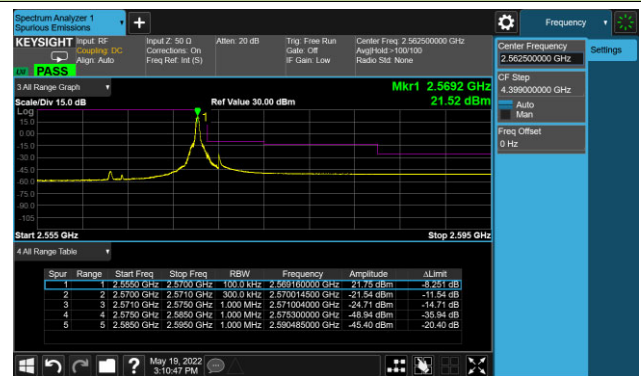 Spectrum Analyzer 1
Spurious Emissions
Frequency
KEYSIGHT Input: RF Input Z: 50 Ω Atten: 20 dB Trig: Free Run Center Freq: 2.562500000 GHz
Coupling: DC Corrections: On Gate: Off Avg|Hold:>100/100
Align: Auto Freq Ref: Int (S) IF Gain: Low Radio Std: None
PASS
Center Frequency
2.562500000 GHz
Settings
CF Step
4.399000000 GHz
Auto
Man
Freq Offset
0 Hz
3 All Range Graph
Mkr1 2.5692 GHz
Scale/Div 15.0 dB Ref Value 30.00 dBm 21.52 dBm
Log
1
15.0
0.00
-15.0
-30.0
-45.0
-60.0
-75.0
-90.0
-105
Start 2.555 GHz Stop 2.595 GHz
4 All Range Table
Spur Range Start Freq Stop Freq RBW Frequency Amplitude ΔLimit
1 1 2.5550 GHz 2.5700 GHz 100.0 kHz 2.569160000 GHz 21.75 dBm -8.251 dB
2 2 2.5700 GHz 2.5710 GHz 300.0 kHz 2.570014500 GHz -21.54 dBm -11.54 dB
3 3 2.5710 GHz 2.5750 GHz 1.000 MHz 2.571004000 GHz -24.71 dBm -14.71 dB
4 4 2.5750 GHz 2.5850 GHz 1.000 MHz 2.575300000 GHz -48.94 dBm -35.94 dB
5 5 2.5850 GHz 2.5950 GHz 1.000 MHz 2.590485000 GHz -45.40 dBm -20.40 dB
May 19, 2022
3:10:47 PM